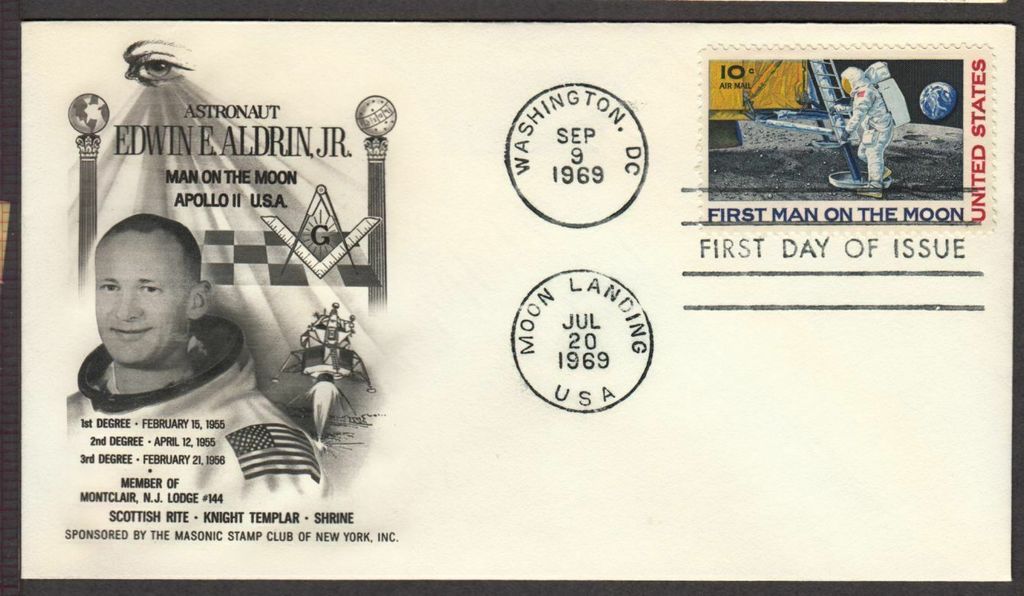 ASTRONAUT
EDWIN E. ALDRIN, JR.
MAN ON THE MOON
APOLLO 11 U.S.A.
G
1st DEGREE • FEBRUARY 15, 1955
2nd DEGREE • APRIL 12, 1955
3rd DEGREE • FEBRUARY 21, 1956
•
MEMBER OF
MONTCLAIR, N.J. LODGE #144
SCOTTISH RITE • KNIGHT TEMPLAR • SHRINE
SPONSORED BY THE MASONIC STAMP CLUB OF NEW YORK, INC.
WASHINGTON, DC
SEP
9
1969
MOON LANDING
JUL
20
1969
USA
10c
AIR MAIL
UNITED STATES
FIRST MAN ON THE MOON
FIRST DAY OF ISSUE